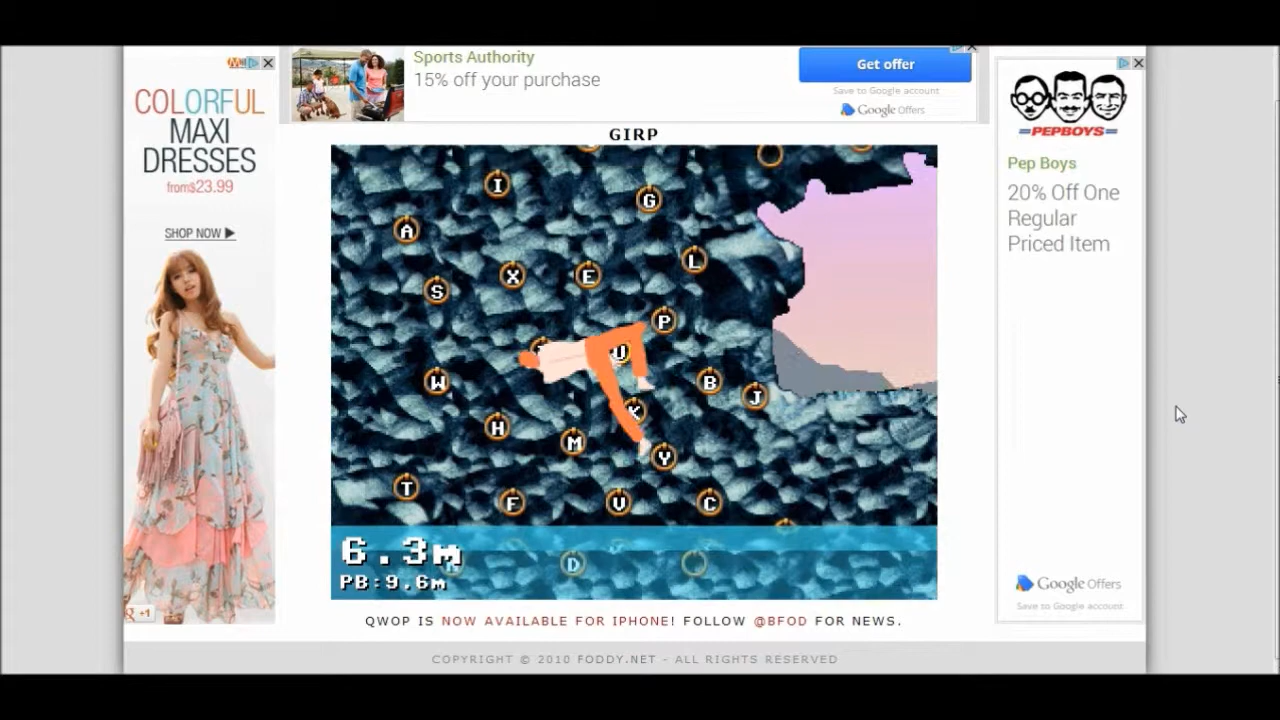 Sports Authority
15% off your purchase
Get offer
Save to Google account
Google Offers
COLORFUL
MAXI
DRESSES
from$23.99
SHOP NOW
+1
GIRP
I
G
A
L
X
E
S
P
U
W
B
J
K
H
M
Y
T
F
V
C
D
6.3m
PB:9.6m
PEPBOYS
Pep Boys
20% Off One
Regular
Priced Item
Google Offers
Save to Google account
QWOP IS NOW AVAILABLE FOR IPHONE! FOLLOW @BFOD FOR NEWS.
COPYRIGHT © 2010 FODDY.NET - ALL RIGHTS RESERVED